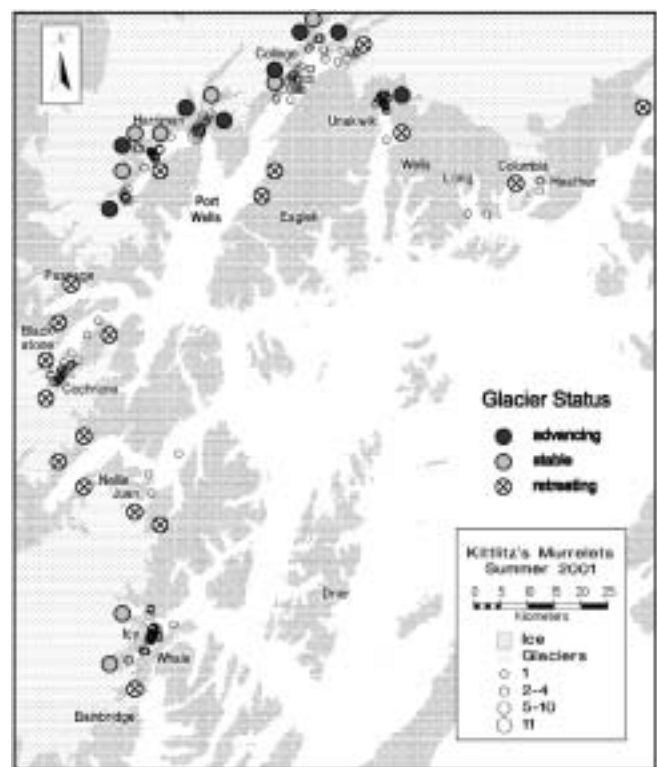 N
College
Harriman
Unakwik
Wells
Columbia
Long
Heather
Port
Wells
Eaglek
Passage
Black
stone
Cochrane
Glacier Status
advancing
stable
retreating
Nellie
Juan
Kittlitz's Murrelets
Summer 2001
0 5 10 15 20 25
Kilometers
Ice
Glaciers
1
2-4
5-10
11
Drier
Icy
Whale
Bainbridge